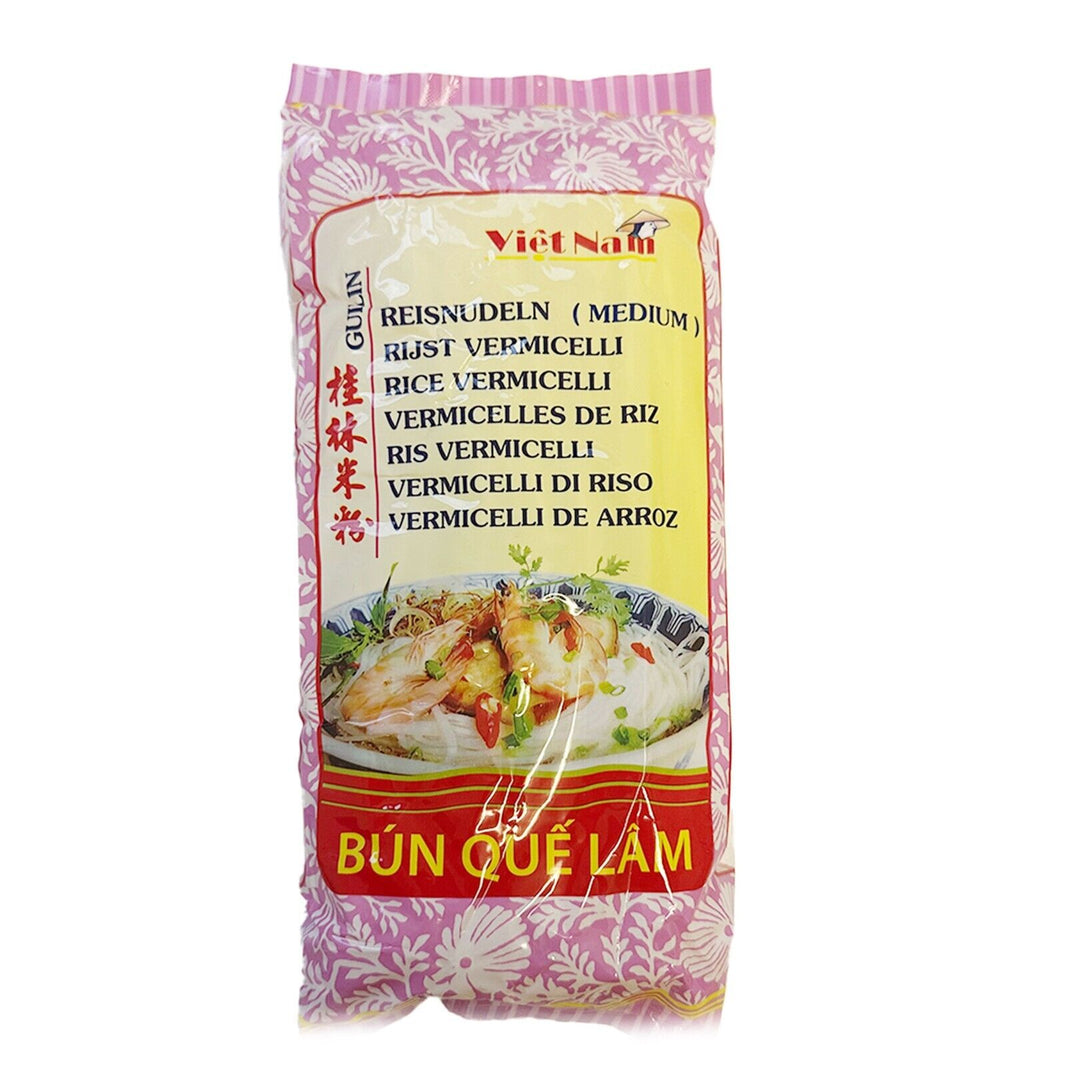 Việt Nam
GUILIN
桂林米粉
REISNUDELN ( MEDIUM )
RIJST VERMICELLI
RICE VERMICELLI
VERMICELLES DE RIZ
RIS VERMICELLI
VERMICELLI DI RISO
VERMICELLI DE ARROZ
BÚN QUẾ LÂM